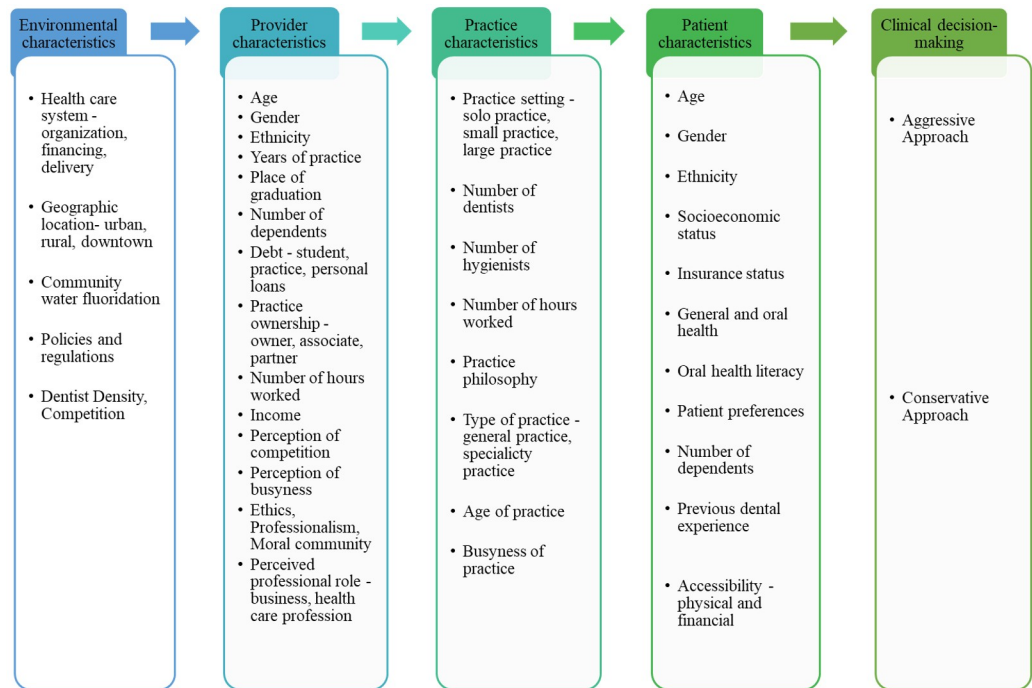 Environmental
characteristics
• Health care
system -
organization,
financing,
delivery
• Geographic
location- urban,
rural, downtown
• Community
water fluoridation
• Policies and
regulations
• Dentist Density,
Competition
Provider
characteristics
• Age
• Gender
• Ethnicity
• Years of practice
• Place of
graduation
• Number of
dependents
• Debt - student,
practice, personal
loans
• Practice
ownership -
owner, associate,
partner
• Number of hours
worked
• Income
• Perception of
competition
• Perception of
busyness
• Ethics,
Professionalism,
Moral community
• Perceived
professional role -
business, health
care profession
Practice
characteristics
• Practice setting -
solo practice,
small practice,
large practice
• Number of
dentists
• Number of
hygienists
• Number of hours
worked
• Practice
philosophy
• Type of practice -
general practice,
specialicty
practice
• Age of practice
• Busyness of
practice
Patient
characteristics
• Age
• Gender
• Ethnicity
• Socioeconomic
status
• Insurance status
• General and oral
health
• Oral health literacy
• Patient preferences
• Number of
dependents
• Previous dental
experience
• Accessibility -
physical and
financial
Clinical decision-
making
• Aggressive
Approach
• Conservative
Approach